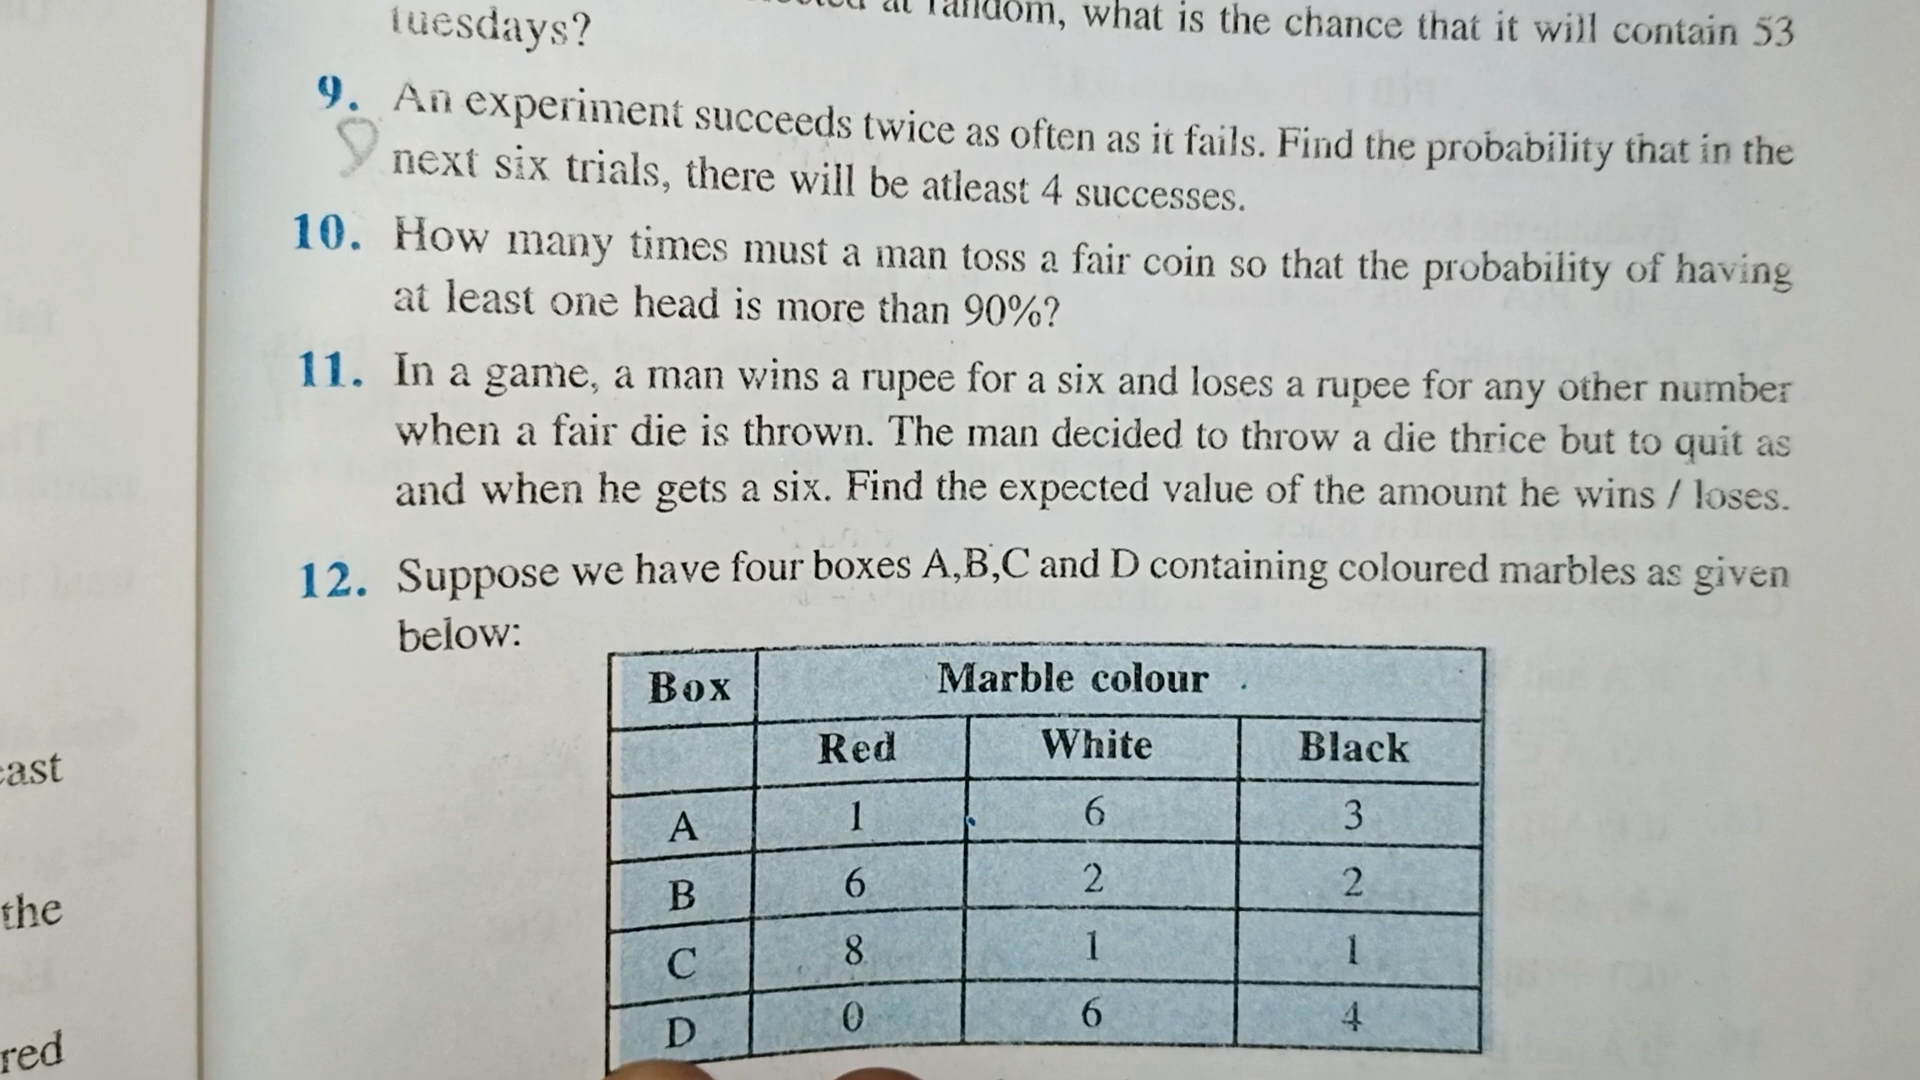 at random, what is the chance that it will contain 53
tuesdays?
9. An experiment succeeds twice as often as it fails. Find the probability that in the
next six trials, there will be atleast 4 successes.
10. How many times must a man toss a fair coin so that the probability of having
at least one head is more than 90%?
11. In a game, a man wins a rupee for a six and loses a rupee for any other number
when a fair die is thrown. The man decided to throw a die thrice but to quit as
and when he gets a six. Find the expected value of the amount he wins / loses.
12. Suppose we have four boxes A,B,C and D containing coloured marbles as given
below:
Box Marble colour
Red White Black
A 1 6 3
B 6 2 2
C 8 1 1
D 0 6 4
the
red